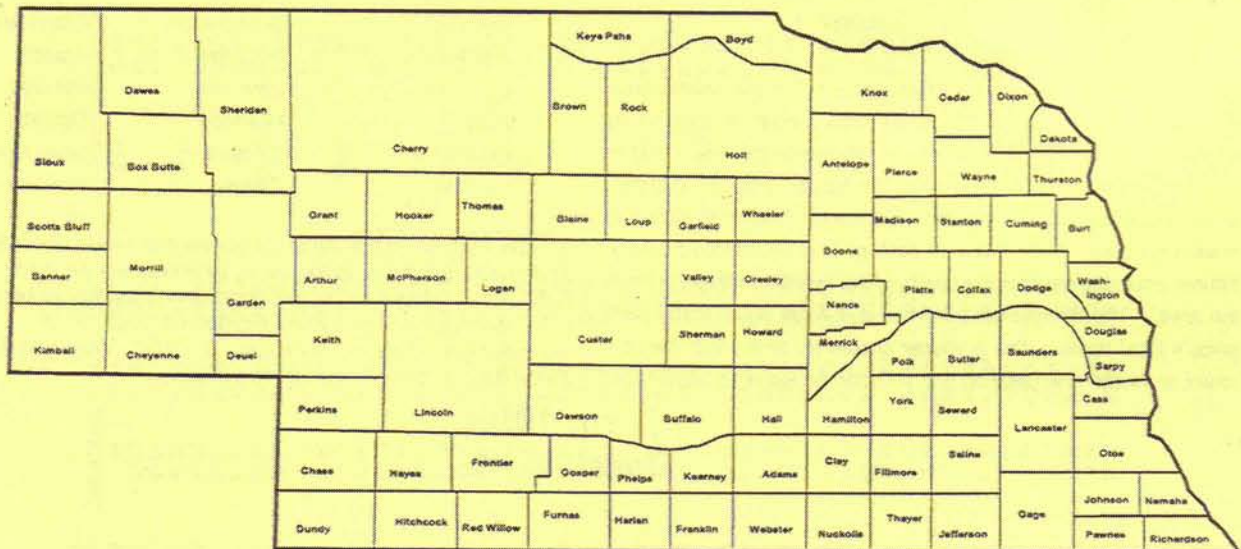 Keya Paha
Boyd
Dawes
Sheridan
Brown
Rock
Knox
Cedar
Dixon
Dakota
Sioux
Box Butte
Cherry
Holt
Antelope
Pierce
Wayne
Thurston
Scotts Bluff
Grant
Hooker
Thomas
Blaine
Loup
Garfield
Wheeler
Madison
Stanton
Cuming
Burt
Banner
Morrill
Garden
Arthur
McPherson
Logan
Valley
Greeley
Boone
Nance
Platte
Colfax
Dodge
Wash-
ington
Kimball
Cheyenne
Deuel
Keith
Custer
Sherman
Howard
Merrick
Polk
Butler
Saunders
Douglas
Sarpy
Perkins
Lincoln
Dawson
Buffalo
Hall
Hamilton
York
Seward
Lancaster
Cass
Otoe
Chase
Hayes
Frontier
Gosper
Phelps
Kearney
Adams
Clay
Fillmore
Saline
Johnson
Nemaha
Dundy
Hitchcock
Red Willow
Furnas
Harlan
Franklin
Webster
Nuckolls
Thayer
Jefferson
Gage
Pawnee
Richardson